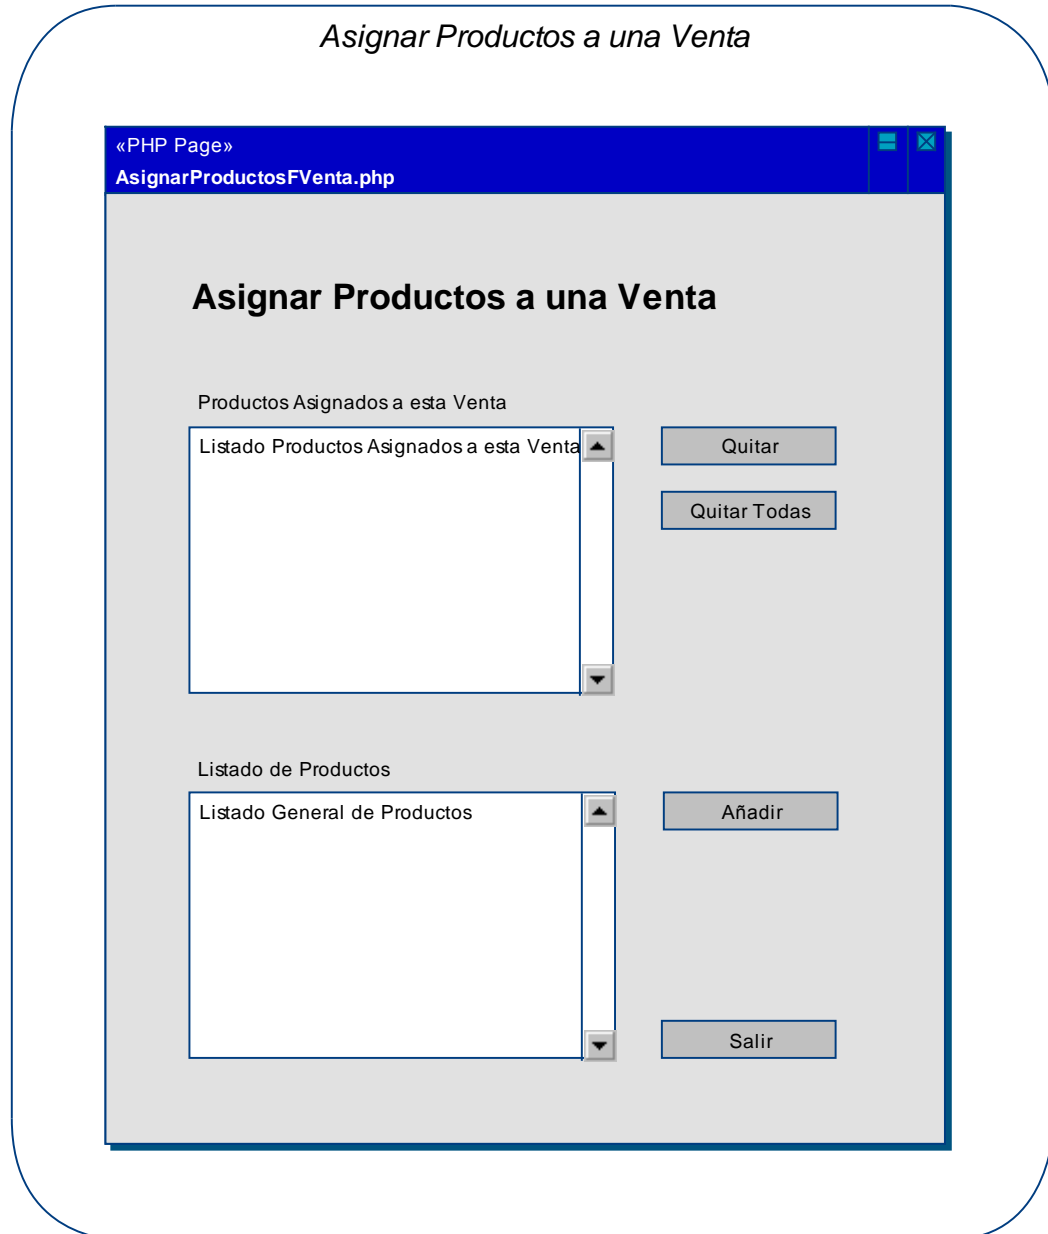 Asignar Productos a una Venta
«PHP Page»
AsignarProductosFVenta.php
Asignar Productos a una Venta
Productos Asignados a esta Venta
Listado Productos Asignados a esta Venta
Quitar
Quitar Todas
Listado de Productos
Listado General de Productos
Añadir
Salir